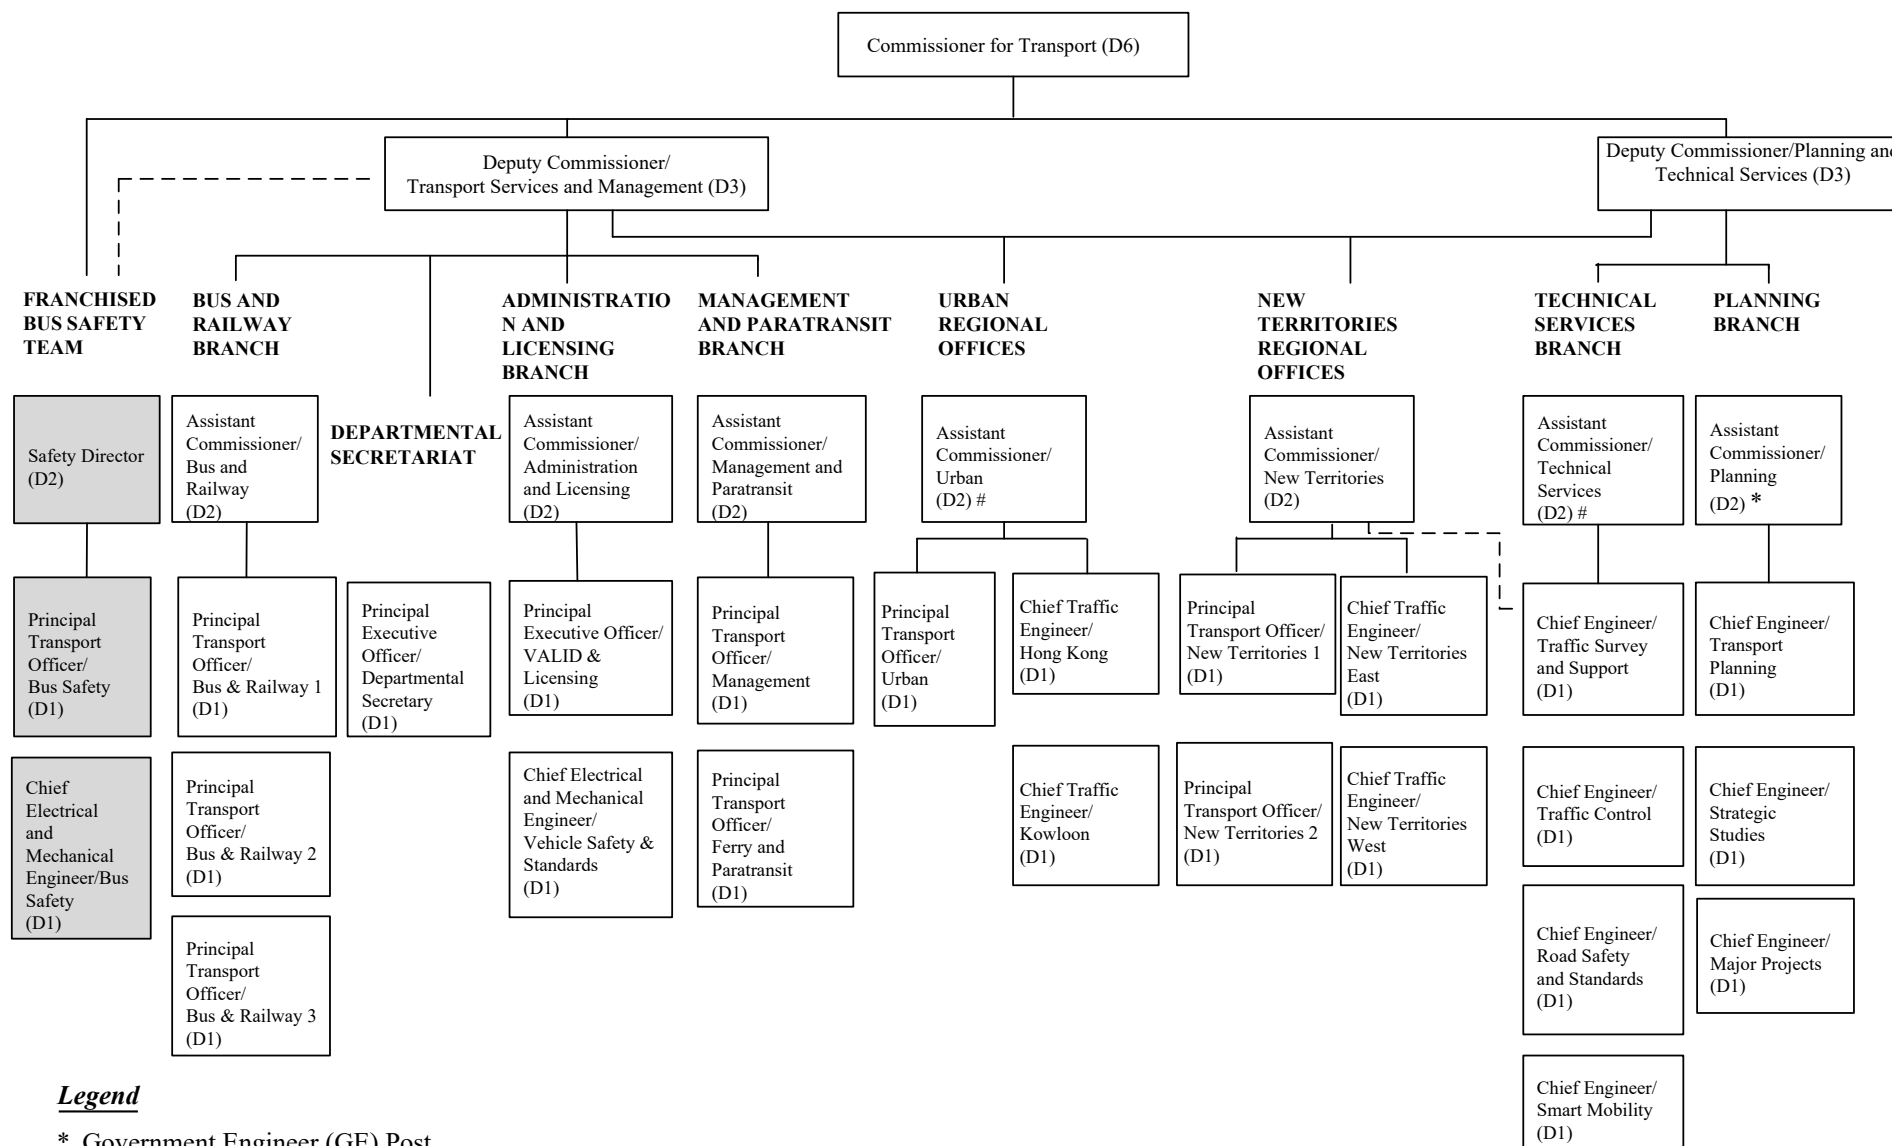 Commissioner for Transport (D6)
Deputy Commissioner/
Transport Services and Management (D3)
Deputy Commissioner/Planning and
Technical Services (D3)
FRANCHISED
BUS SAFETY
TEAM
BUS AND
RAILWAY
BRANCH
ADMINISTRATIO
N AND
LICENSING
BRANCH
MANAGEMENT
AND PARATRANSIT
BRANCH
URBAN
REGIONAL
OFFICES
NEW
TERRITORIES
REGIONAL
OFFICES
TECHNICAL
SERVICES
BRANCH
PLANNING
BRANCH
Safety Director
(D2)
Assistant
Commissioner/
Bus and
Railway
(D2)
DEPARTMENTAL
SECRETARIAT
Assistant
Commissioner/
Administration
and Licensing
(D2)
Assistant
Commissioner/
Management and
Paratransit
(D2)
Assistant
Commissioner/
Urban
(D2) #
Assistant
Commissioner/
New Territories
(D2)
Assistant
Commissioner/
Technical
Services
(D2) #
Assistant
Commissioner/
Planning
(D2) *
Principal
Transport
Officer/
Bus Safety
(D1)
Principal
Transport
Officer/
Bus & Railway 1
(D1)
Principal
Executive
Officer/
Departmental
Secretary
(D1)
Principal
Executive Officer/
VALID &
Licensing
(D1)
Principal
Transport
Officer/
Management
(D1)
Principal
Transport
Officer/
Urban
(D1)
Chief Traffic
Engineer/
Hong Kong
(D1)
Principal
Transport Officer/
New Territories 1
(D1)
Chief Traffic
Engineer/
New Territories
East
(D1)
Chief Engineer/
Traffic Survey
and Support
(D1)
Chief Engineer/
Transport
Planning
(D1)
Chief
Electrical
and
Mechanical
Engineer/Bus
Safety
(D1)
Principal
Transport
Officer/
Bus & Railway 2
(D1)
Chief Electrical
and Mechanical
Engineer/
Vehicle Safety &
Standards
(D1)
Principal
Transport
Officer/
Ferry and
Paratransit
(D1)
Chief Traffic
Engineer/
Kowloon
(D1)
Principal
Transport Officer/
New Territories 2
(D1)
Chief Traffic
Engineer/
New Territories
West
(D1)
Chief Engineer/
Traffic Control
(D1)
Chief Engineer/
Strategic
Studies
(D1)
Principal
Transport
Officer/
Bus & Railway 3
(D1)
Chief Engineer/
Road Safety
and Standards
(D1)
Chief Engineer/
Major Projects
(D1)
Chief Engineer/
Smart Mobility
(D1)
Legend
* Government Engineer (GE) Post